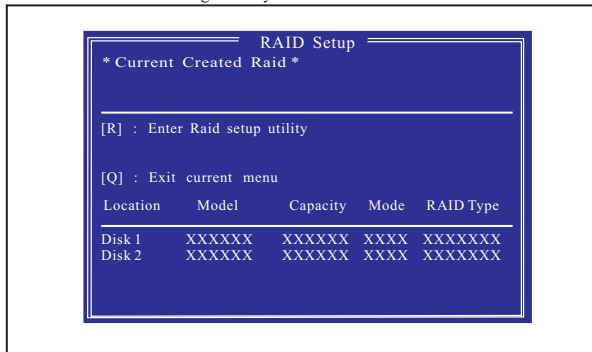 RAID Setup
* Current Created Raid *
[R] : Enter Raid setup utility
[Q] : Exit current menu
Location Model Capacity Mode RAID Type
Disk 1 XXXXXX XXXXXX XXXX XXXXXXX
Disk 2 XXXXXX XXXXXX XXXX XXXXXXX